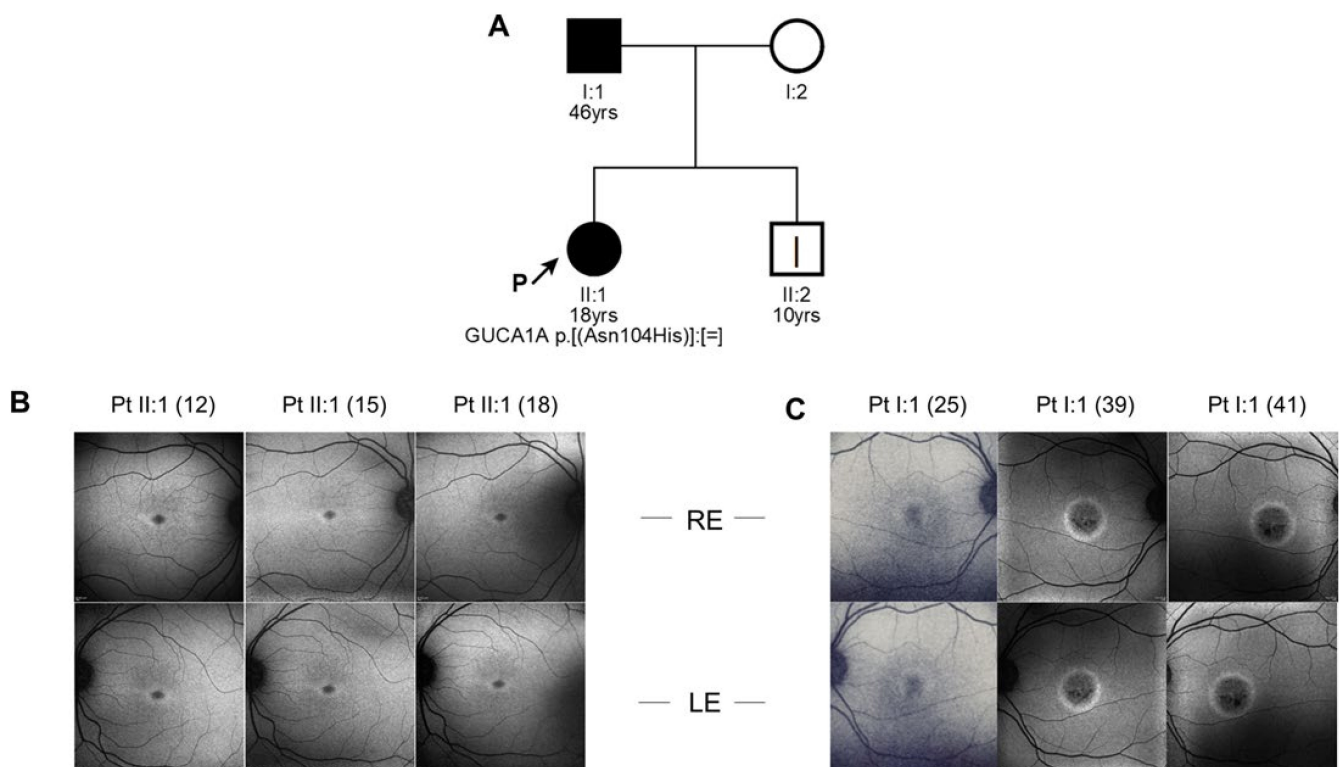 A
I:1
46yrs
I:2
P
II:1
18yrs
GUCA1A p.[(Asn104His)]:[=]
II:2
10yrs
B
Pt II:1 (12)
Pt II:1 (15)
Pt II:1 (18)
C
Pt I:1 (25)
Pt I:1 (39)
Pt I:1 (41)
RE
LE